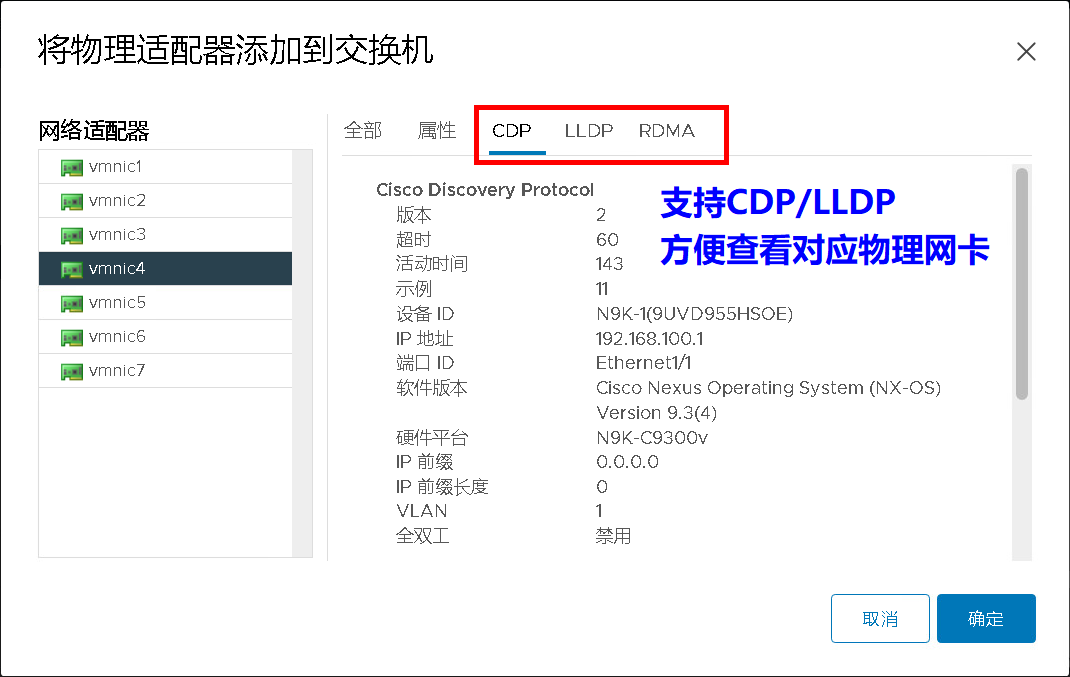 将物理适配器添加到交换机
网络适配器
vmnic1
vmnic2
vmnic3
vmnic4
vmnic5
vmnic6
vmnic7
全部 属性 CDP LLDP RDMA
Cisco Discovery Protocol
版本 2
超时 60
活动时间 143
示例 11
设备 ID N9K-1(9UVD955HSOE)
IP 地址 192.168.100.1
端口 ID Ethernet1/1
软件版本 Cisco Nexus Operating System (NX-OS)
Version 9.3(4)
硬件平台 N9K-C9300v
IP 前缀 0.0.0.0
IP 前缀长度 0
VLAN 1
全双工 禁用
支持CDP/LLDP
方便查看对应物理网卡
取消 确定